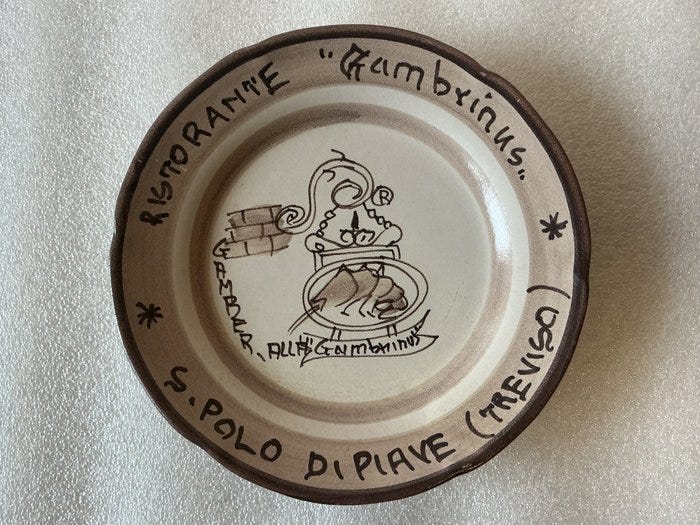 RISTORANTE "Gambrinus"
®
GAMBER.
ALLA "Gambrinus"
* S. POLO DI PIAVE (TREVISO) *